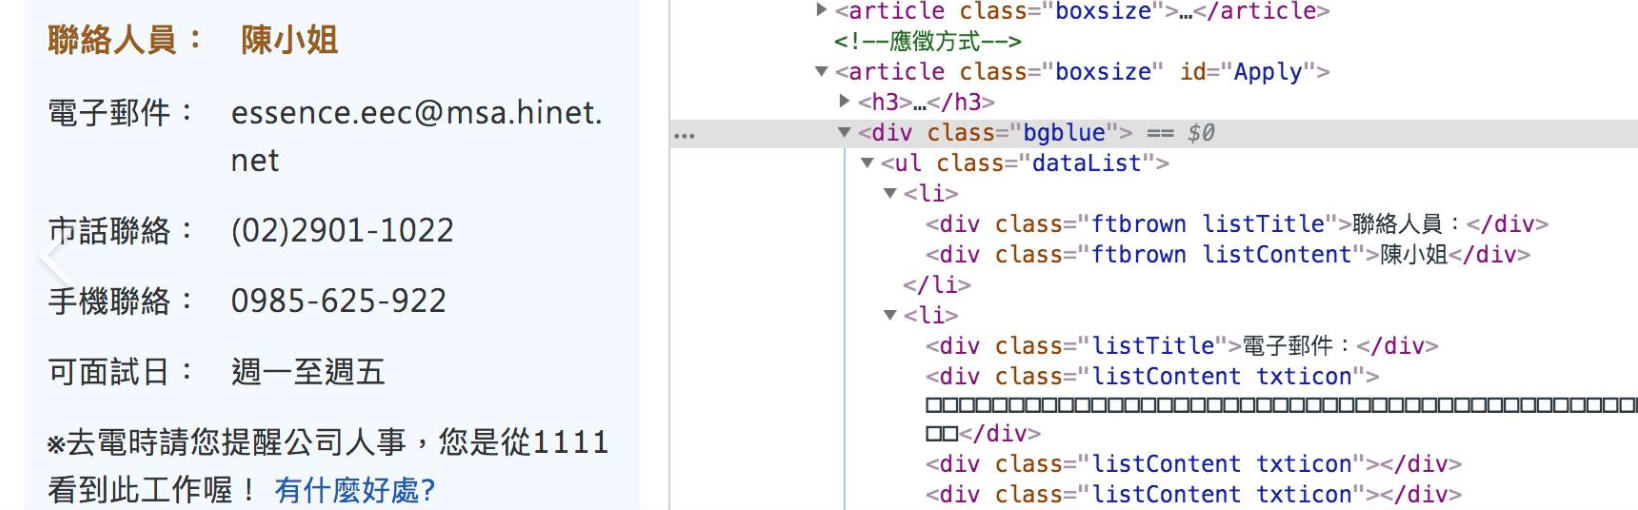 聯絡人員： 陳小姐
電子郵件： essence.eec@msa.hinet.
net
市話聯絡： (02)2901-1022
手機聯絡： 0985-625-922
可面試日： 週一至週五
※去電時請您提醒公司人事，您是從1111
看到此工作喔！ 有什麼好處?
▶<article class="boxsize">…</article>
<!--應徵方式-->
▼<article class="boxsize" id="Apply">
▶<h3>…</h3>
… ▼<div class="bgblue"> == $0
▼<ul class="dataList">
▼<li>
<div class="ftbrown listTitle">聯絡人員：</div>
<div class="ftbrown listContent">陳小姐</div>
</li>
▼<li>
<div class="listTitle">電子郵件：</div>
<div class="listContent txticon">
□□□□□□□□□□□□□□□□□□□□□□□□□□□□□□□□□□□□□□□□□□□
□□</div>
<div class="listContent txticon"></div>
<div class="listContent txticon"></div>